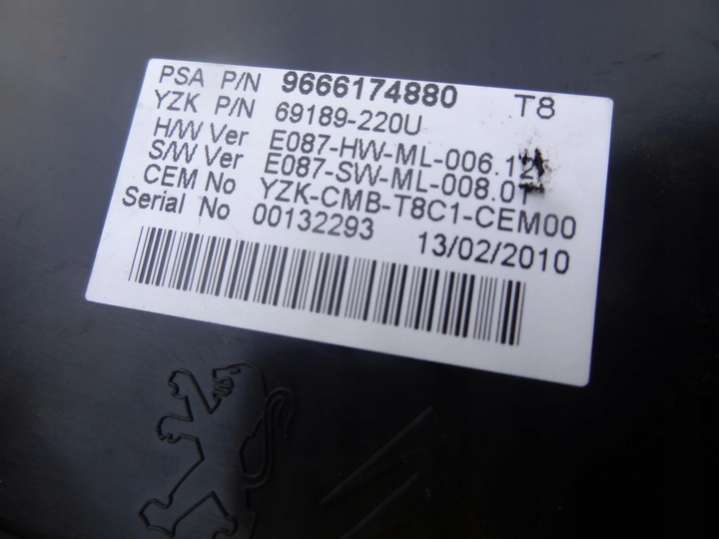 PSA P/N 9666174880 T8
YZK P/N 69189-220U
H/W Ver E087-HW-ML-006.12
S/W Ver E087-SW-ML-008.01
CEM No YZK-CMB-T8C1-CEM00
Serial No 00132293 13/02/2010